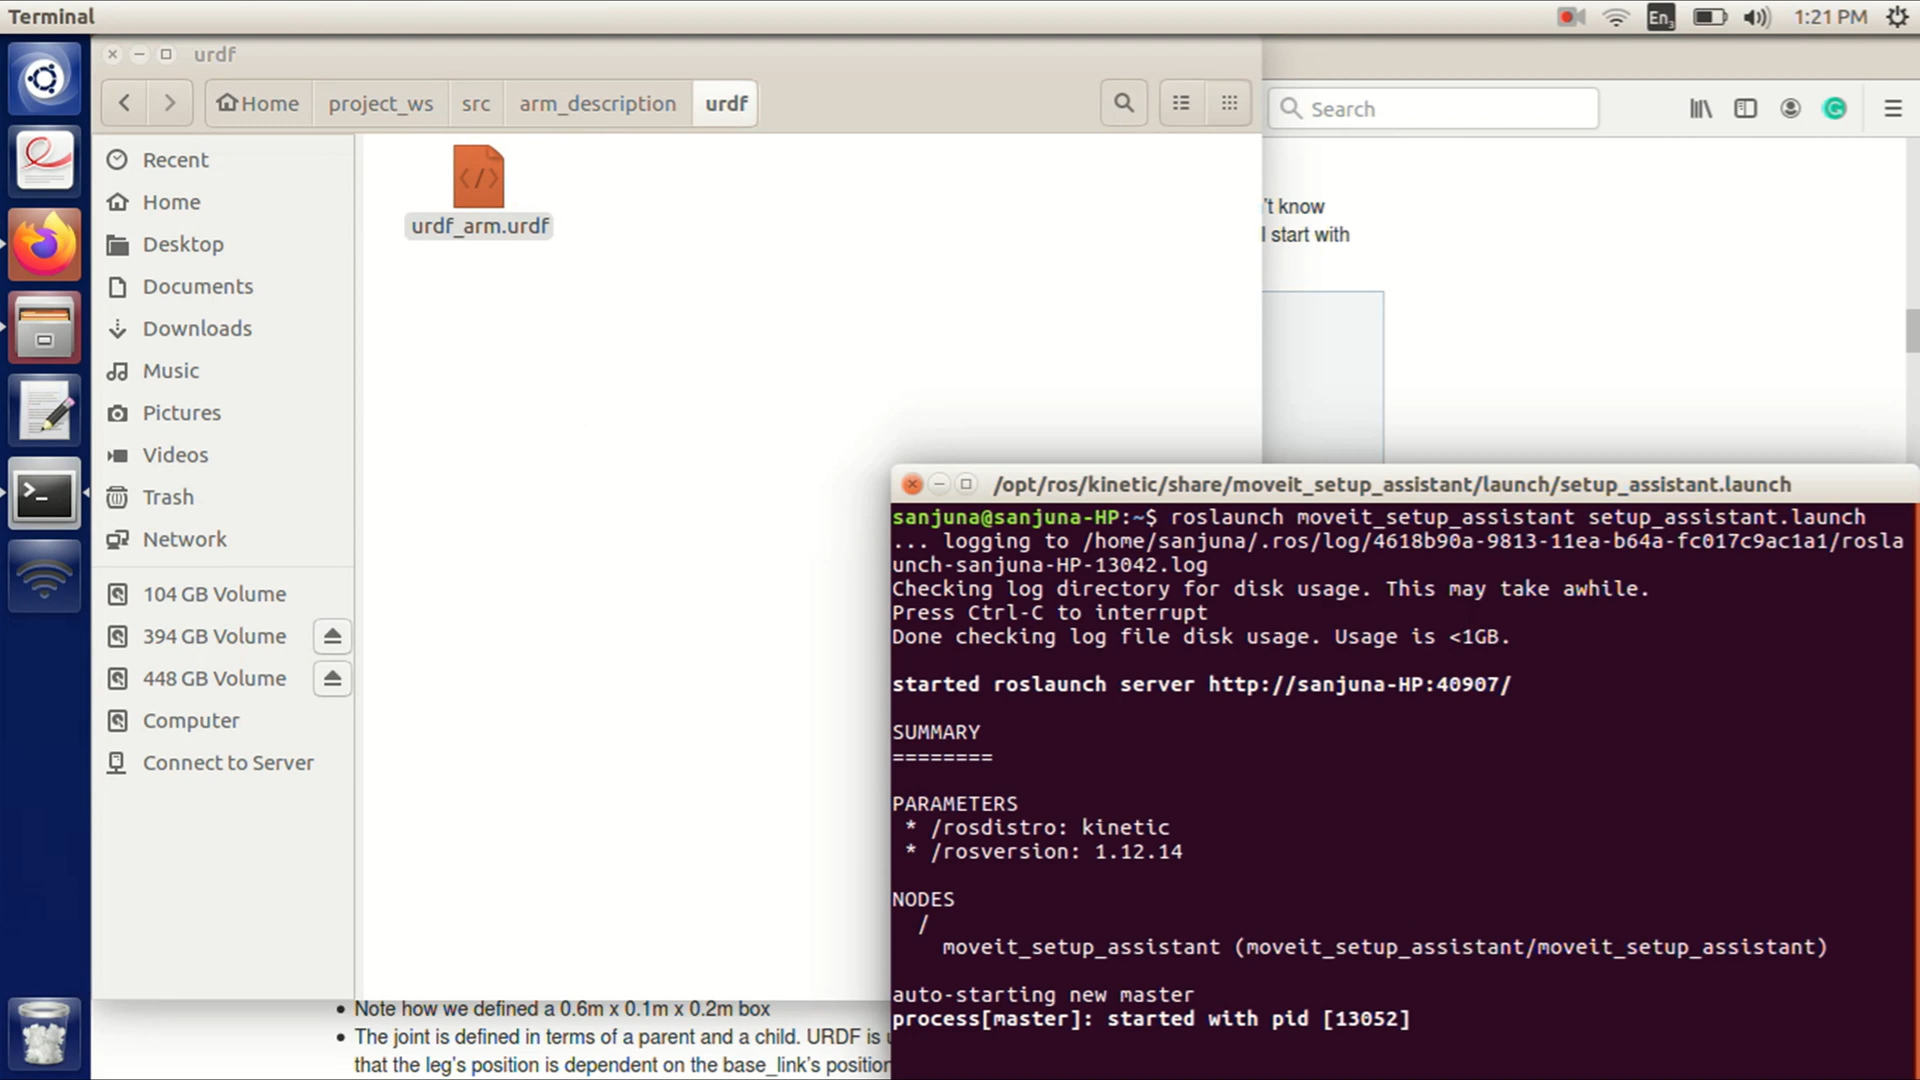 Terminal
En
1:21 PM
urdf
Home
project_ws
src
arm_description
urdf
Search
Recent
Home
Desktop
Documents
Downloads
Music
Pictures
Videos
Trash
Network
104 GB Volume
394 GB Volume
448 GB Volume
Computer
Connect to Server
</>
urdf_arm.urdf
't know
I start with
/opt/ros/kinetic/share/moveit_setup_assistant/launch/setup_assistant.launch
sanjuna@sanjuna-HP:~$ roslaunch moveit_setup_assistant setup_assistant.launch
... logging to /home/sanjuna/.ros/log/4618b90a-9813-11ea-b64a-fc017c9ac1a1/rosla
unch-sanjuna-HP-13042.log
Checking log directory for disk usage. This may take awhile.
Press Ctrl-C to interrupt
Done checking log file disk usage. Usage is <1GB.
started roslaunch server http://sanjuna-HP:40907/
SUMMARY
========
PARAMETERS
* /rosdistro: kinetic
* /rosversion: 1.12.14
NODES
/
moveit_setup_assistant (moveit_setup_assistant/moveit_setup_assistant)
auto-starting new master
process[master]: started with pid [13052]
• Note how we defined a 0.6m x 0.1m x 0.2m box
• The joint is defined in terms of a parent and a child. URDF is
that the leg's position is dependent on the base_link's position